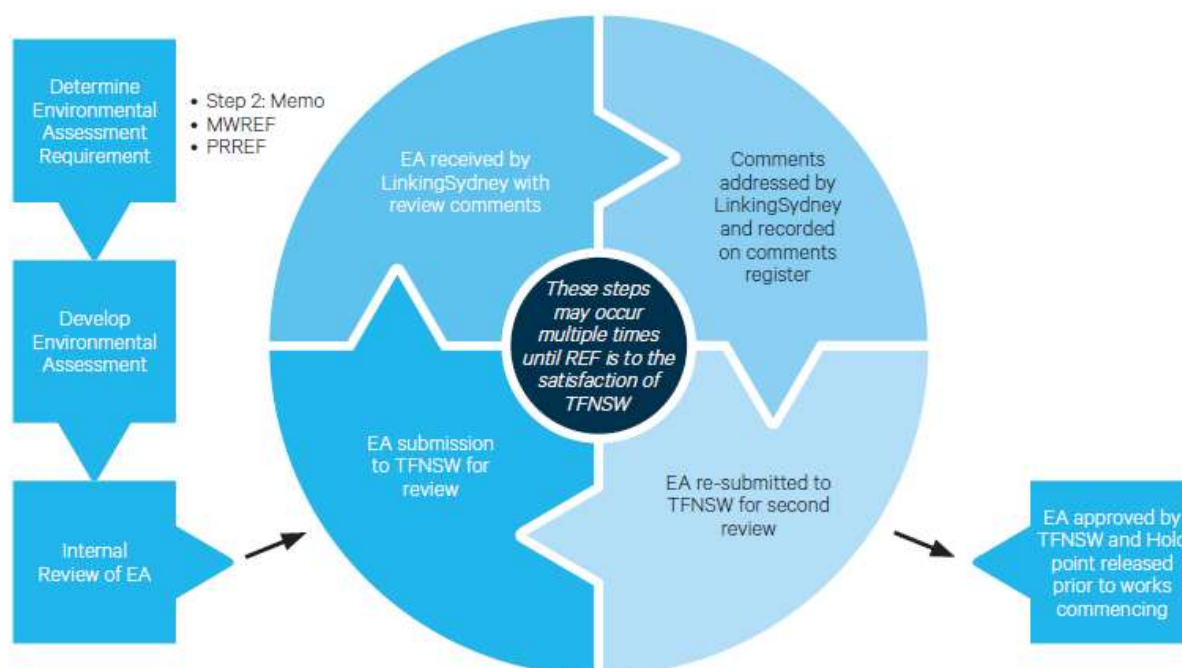 Determine
Environmental
Assessment
Requirement
• Step 2: Memo
• MWREF
• PRREF
Develop
Environmental
Assessment
Internal
Review of EA
EA submission
to TFNSW for
review
EA received by
LinkingSydney with
review comments
Comments
addressed by
LinkingSydney
and recorded
on comments
register
EA re-submitted to
TFNSW for second
review
These steps
may occur
multiple times
until REF is to the
satisfaction of
TFNSW
EA approved by
TFNSW and Hold
point released
prior to works
commencing